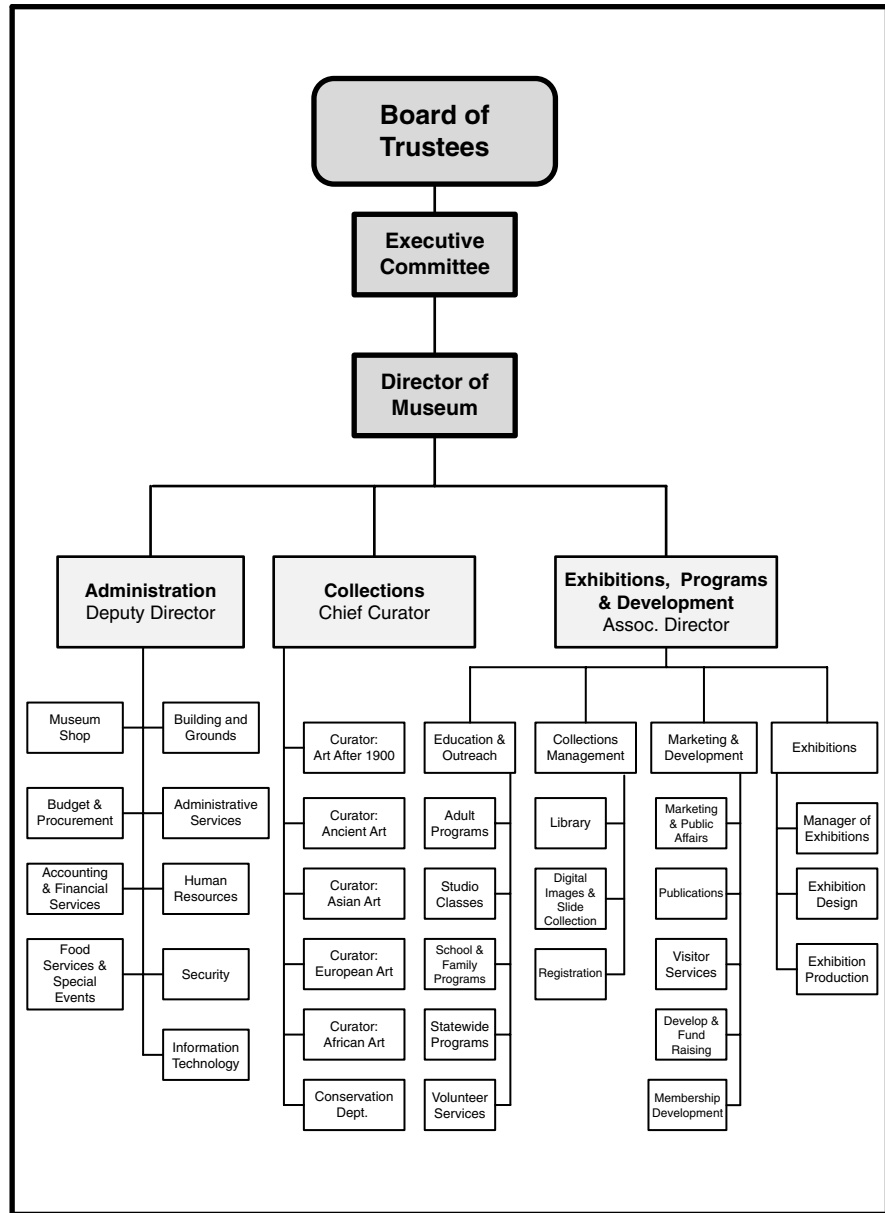 Board of
Trustees
Executive
Committee
Director of
Museum
Administration
Deputy Director
Collections
Chief Curator
Exhibitions, Programs
& Development
Assoc. Director
Museum
Shop
Building and
Grounds
Budget &
Procurement
Administrative
Services
Accounting
& Financial
Services
Human
Resources
Food
Services &
Special
Events
Security
Information
Technology
Curator:
Art After 1900
Curator:
Ancient Art
Curator:
Asian Art
Curator:
European Art
Curator:
African Art
Conservation
Dept.
Education &
Outreach
Adult
Programs
Studio
Classes
School &
Family
Programs
Statewide
Programs
Volunteer
Services
Collections
Management
Library
Digital
Images &
Slide
Collection
Registration
Marketing &
Development
Marketing
& Public
Affairs
Publications
Visitor
Services
Develop &
Fund
Raising
Membership
Development
Exhibitions
Manager of
Exhibitions
Exhibition
Design
Exhibition
Production